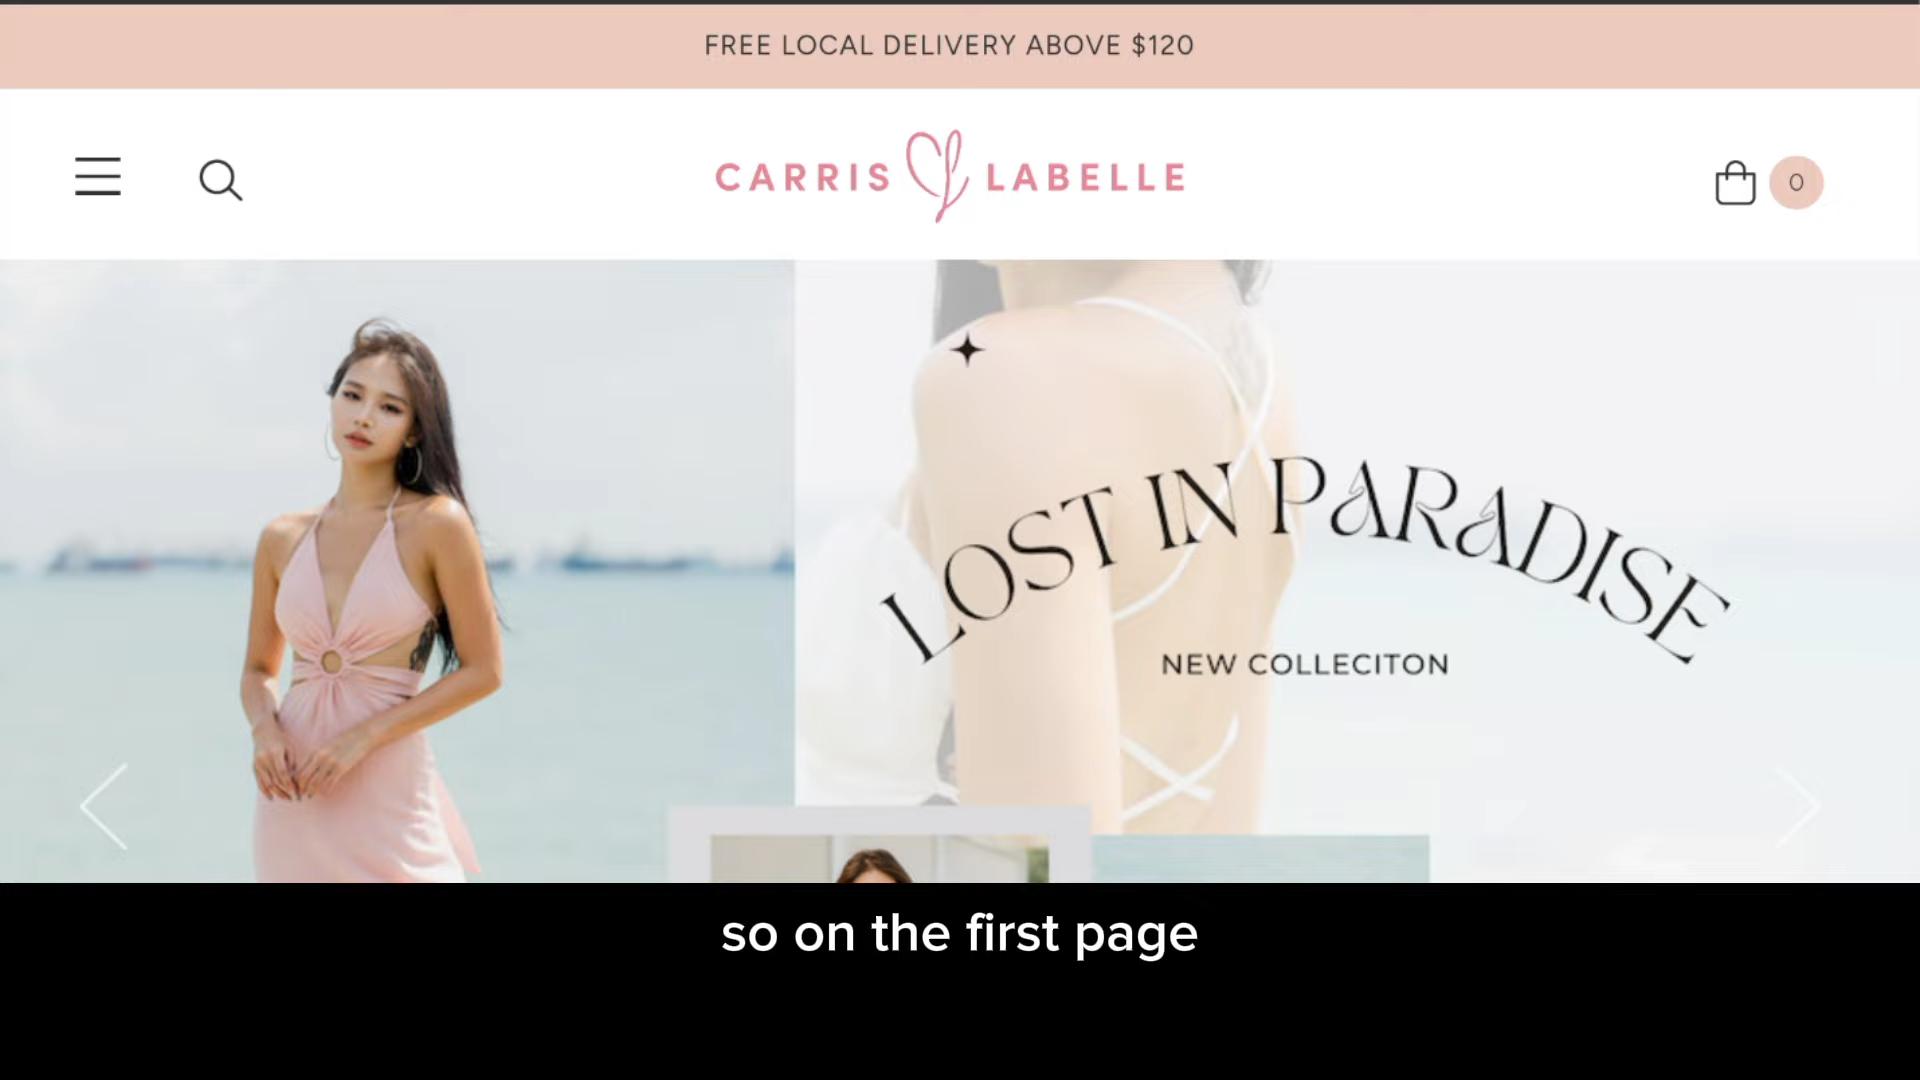 FREE LOCAL DELIVERY ABOVE $120
CARRIS LABELLE
0
LOST IN PARADISE
NEW COLLECITON
so on the first page